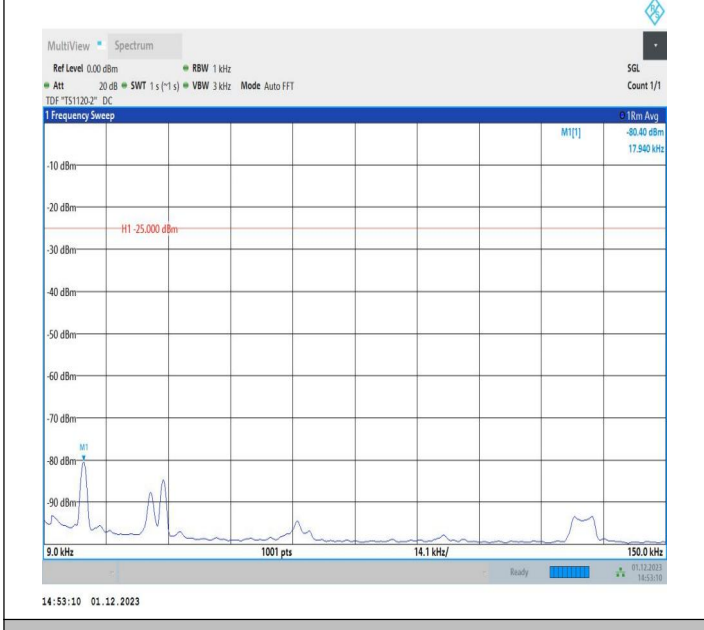 MultiView Spectrum
Ref Level 0.00 dBm RBW 1 kHz SGL
Att 20 dB SWT 1 s (~1 s) VBW 3 kHz Mode Auto FFT Count 1/1
TDF "TS1120-2" DC
1 Frequency Sweep 1Rm Avg
M1[1] -80.40 dBm
17.940 kHz
-10 dBm
-20 dBm
H1 -25.000 dBm
-30 dBm
-40 dBm
-50 dBm
-60 dBm
-70 dBm
M1
-80 dBm
-90 dBm
9.0 kHz 1001 pts 14.1 kHz/ 150.0 kHz
Ready 01.12.2023
14:53:10
14:53:10 01.12.2023